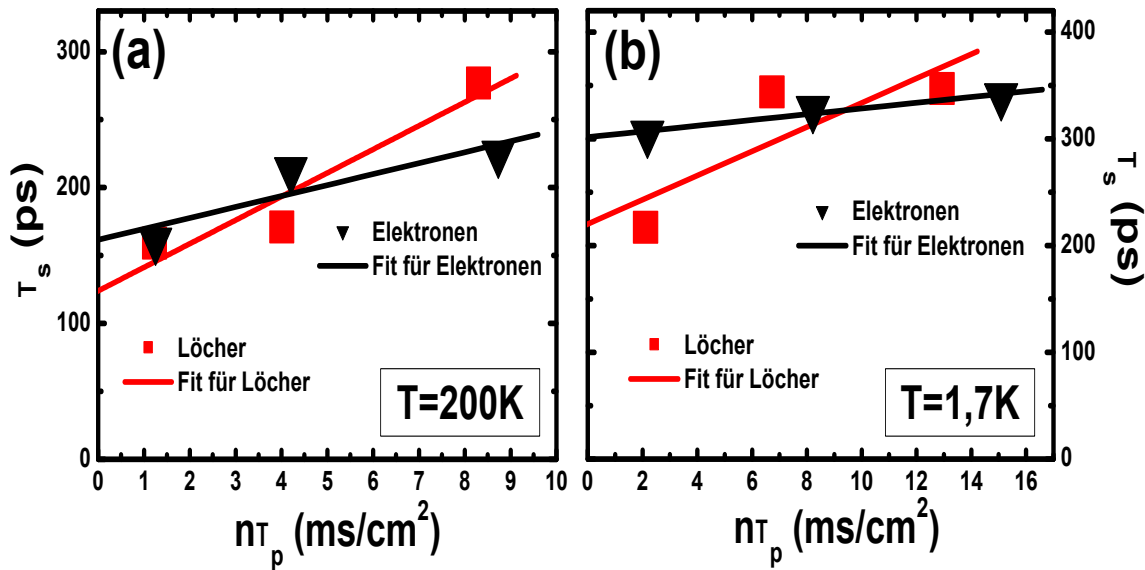 (a)
300
200
100
0
τs (ps)
Elektronen
Fit für Elektronen
Löcher
Fit für Löcher
T=200K
0 1 2 3 4 5 6 7 8 9 10
nτp (ms/cm²)
(b)
400
300
200
100
0
τs (ps)
Elektronen
Fit für Elektronen
Löcher
Fit für Löcher
T=1,7K
0 2 4 6 8 10 12 14 16
nτp (ms/cm²)